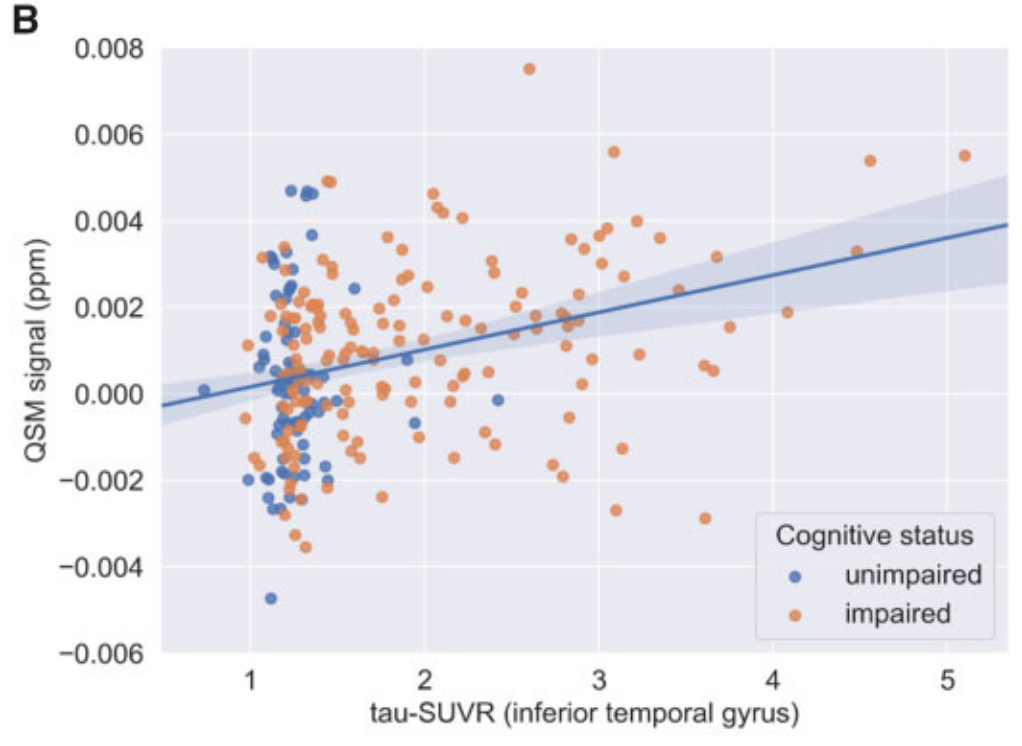 B
0.008
0.006
0.004
0.002
0.000
−0.002
−0.004
−0.006
QSM signal (ppm)
Cognitive status
unimpaired
impaired
1 2 3 4 5
tau-SUVR (inferior temporal gyrus)